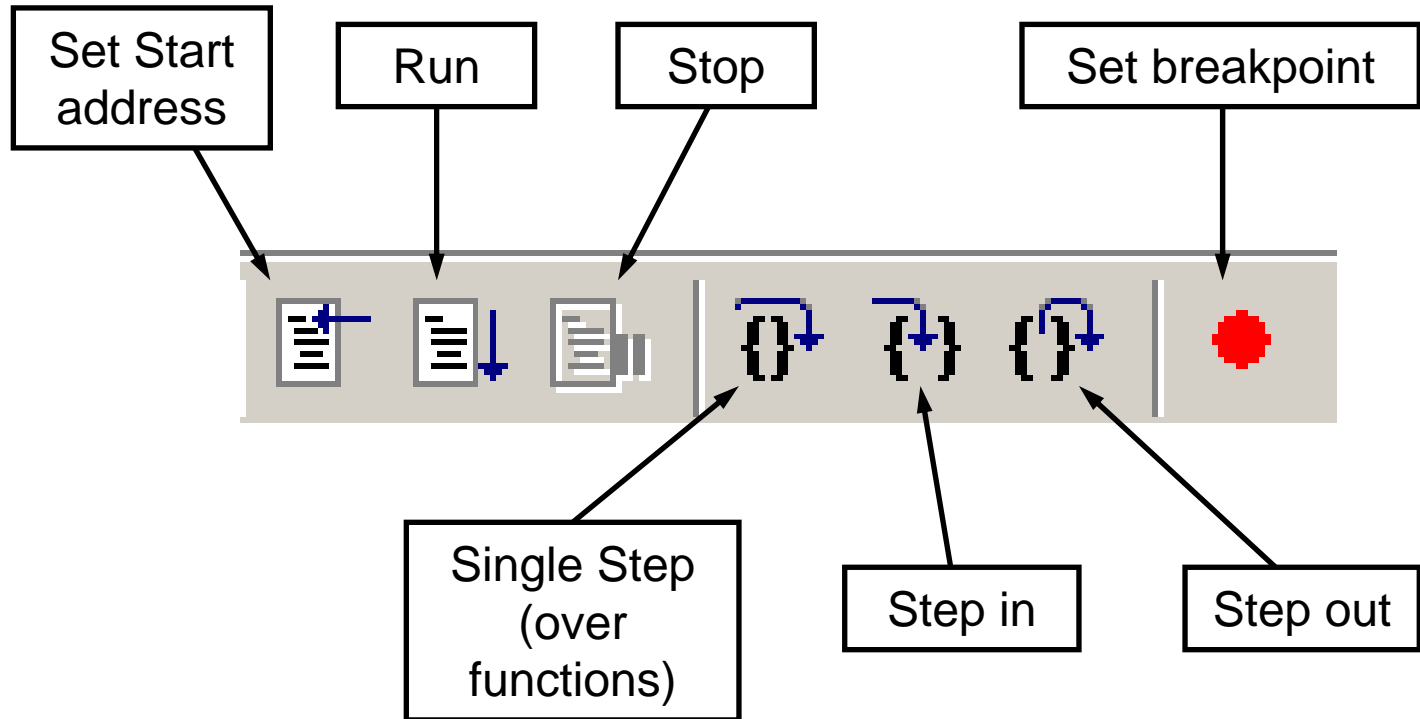 Set Start
address
Run
Stop
Set breakpoint
{}
{ }
{ }
Single Step
(over
functions)
Step in
Step out